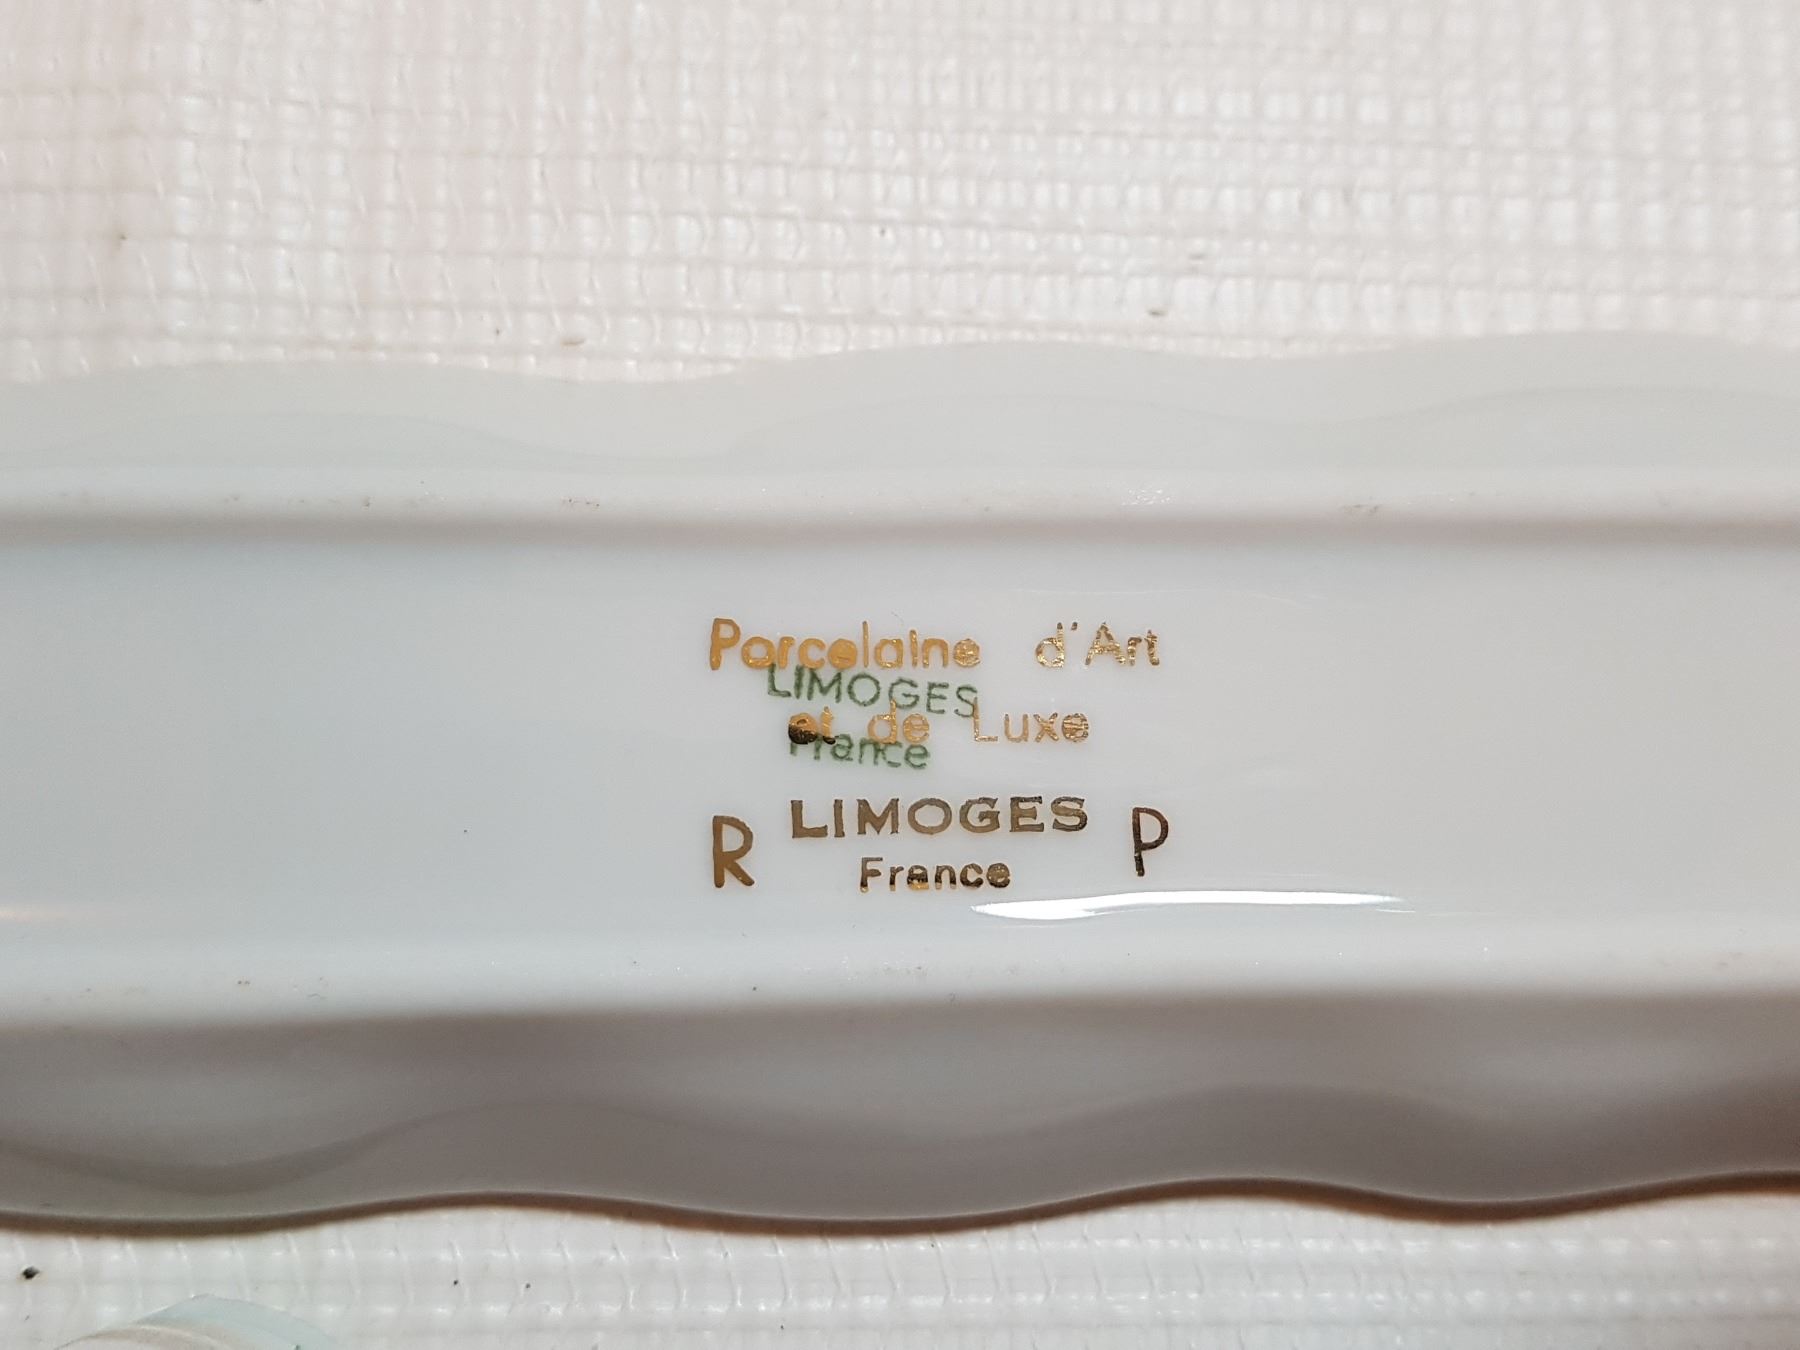 Porcelaine d'Art
LIMOGES
et de Luxe
France
R LIMOGES P
France